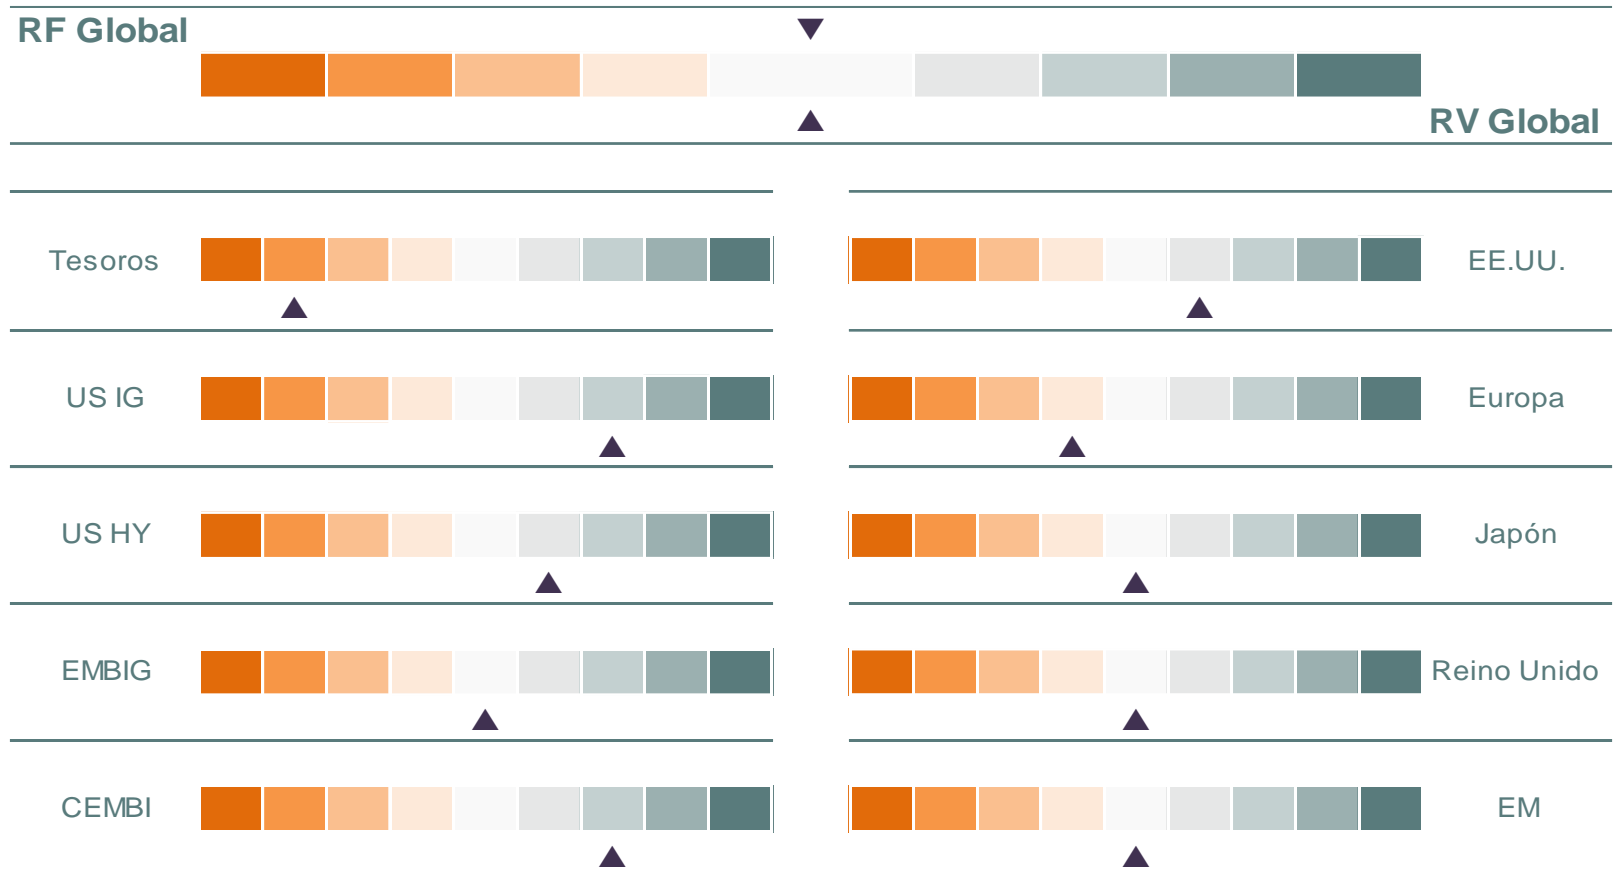 RF Global
RV Global
Tesoros
EE.UU.
US IG
Europa
US HY
Japón
EMBIG
Reino Unido
CEMBI
EM